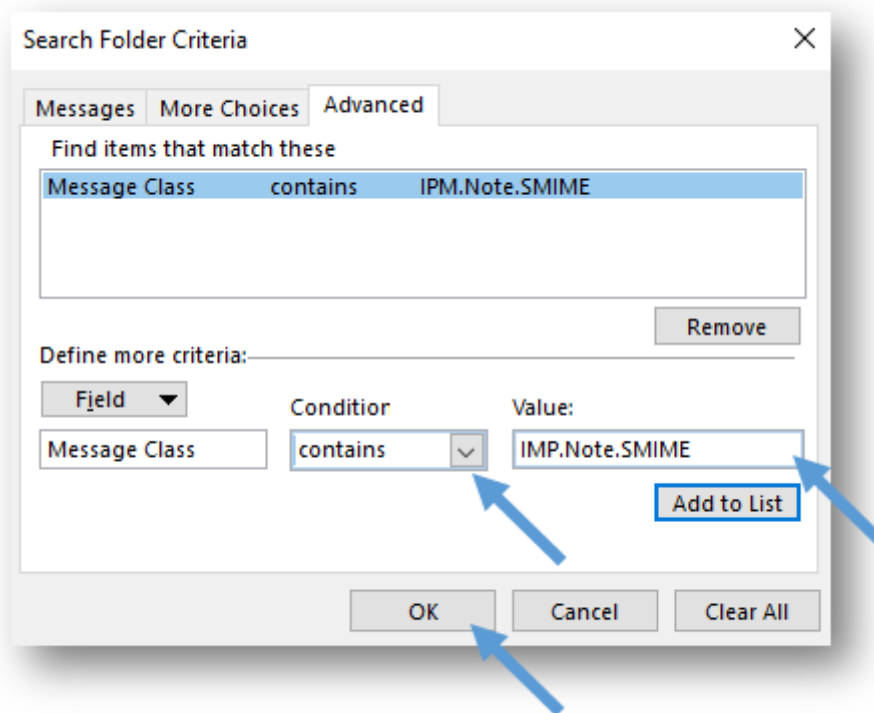 Search Folder Criteria
Messages More Choices Advanced
Find items that match these
Message Class contains IPM.Note.SMIME
Remove
Define more criteria:
Field
Condition Value:
Message Class contains IMP.Note.SMIME
Add to List
OK Cancel Clear All